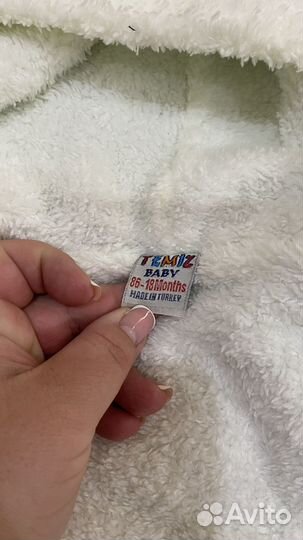 TEMIZ
BABY
86-18Months
MADE IN TURKEY
Avito